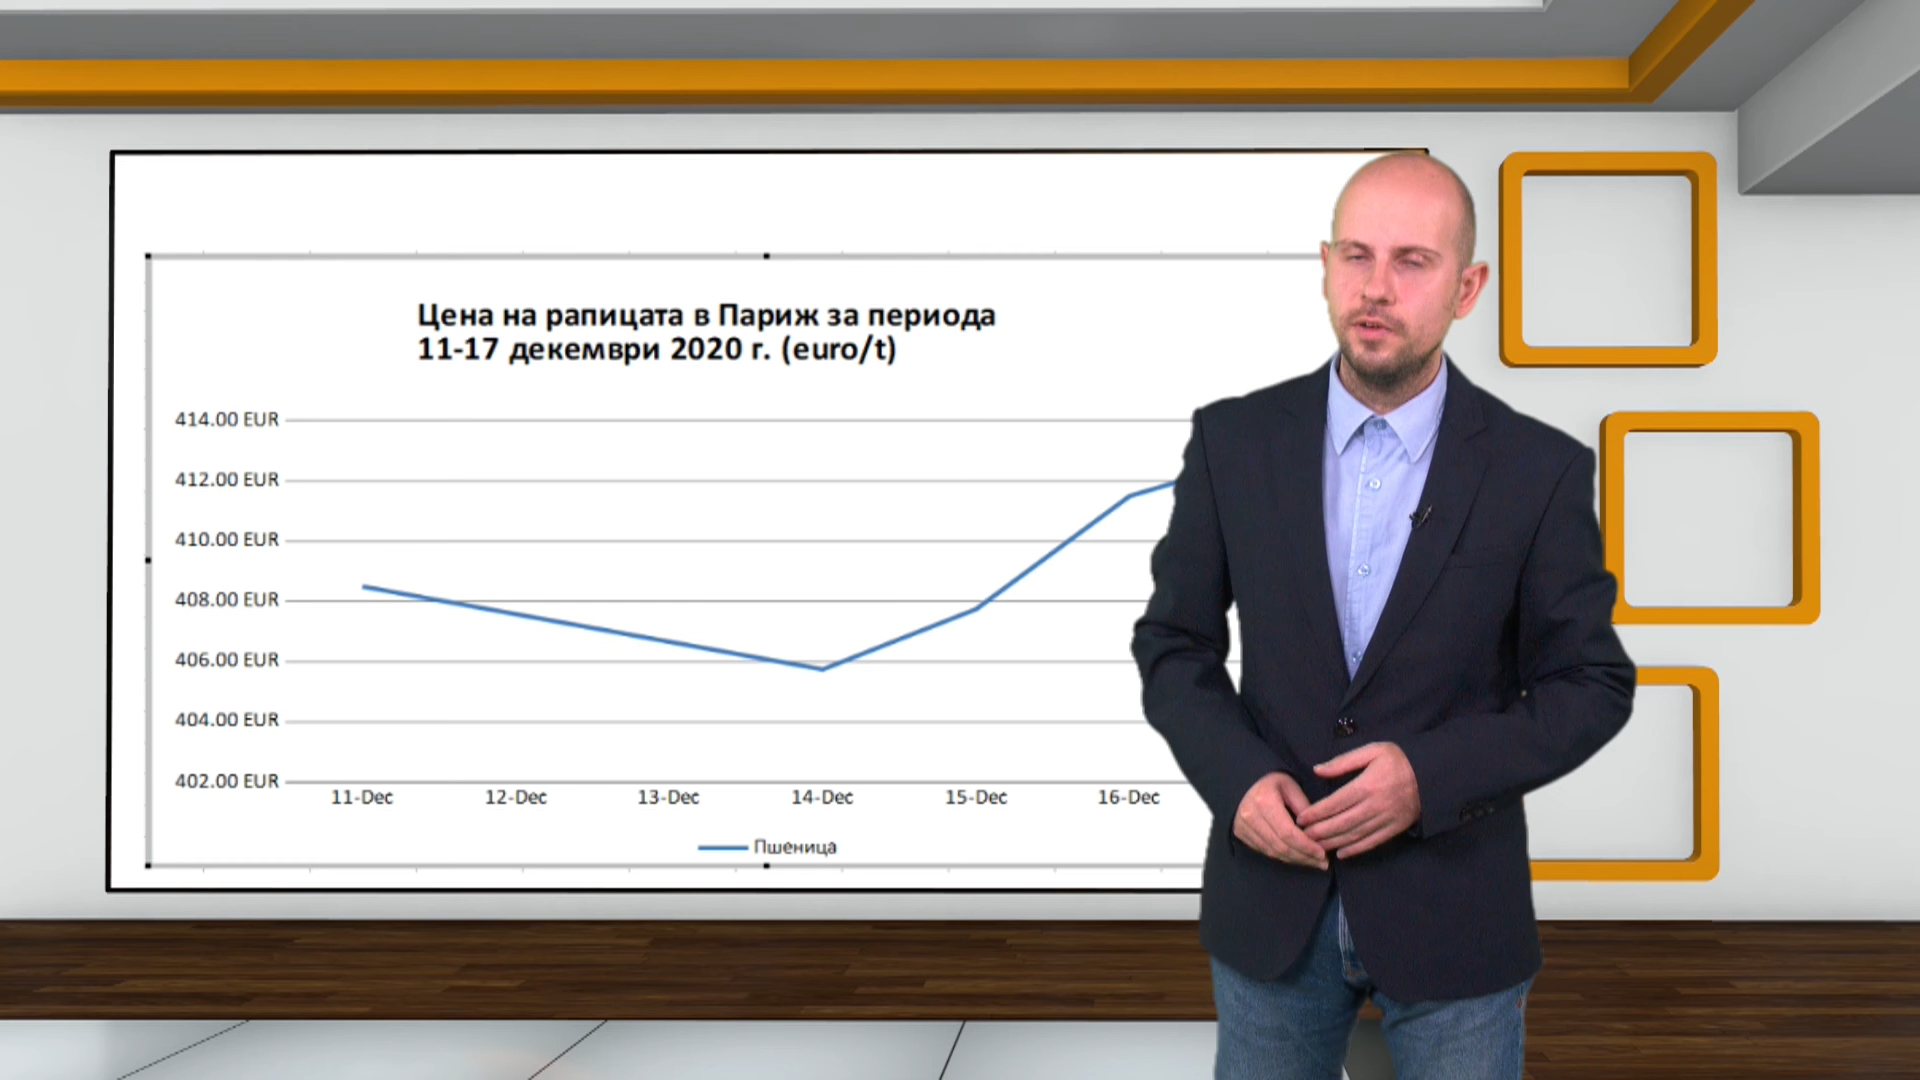 Цена на рапицата в Париж за периода
11-17 декември 2020 г. (euro/t)
414.00 EUR
412.00 EUR
410.00 EUR
408.00 EUR
406.00 EUR
404.00 EUR
402.00 EUR
11-Dec 12-Dec 13-Dec 14-Dec 15-Dec 16-Dec
Пшеница